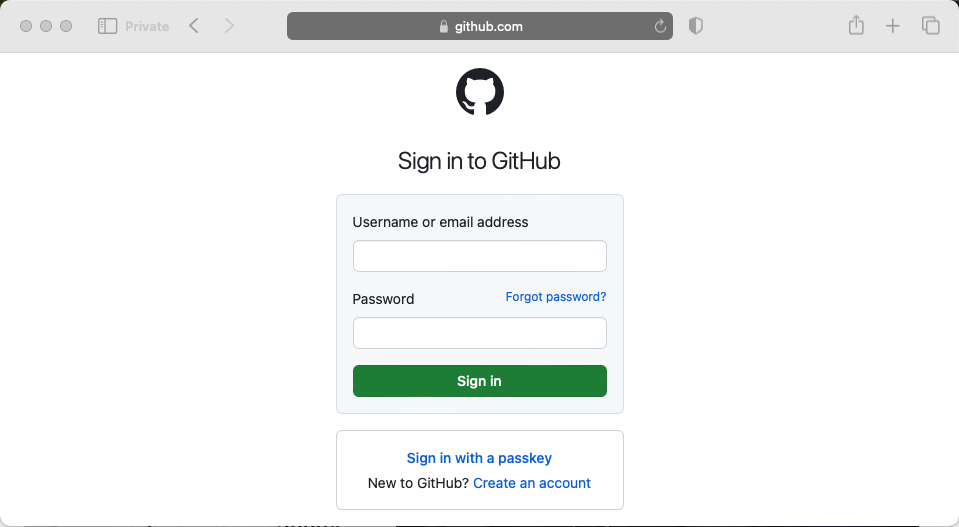 Private
github.com
Sign in to GitHub
Username or email address
Password
Forgot password?
Sign in
Sign in with a passkey
New to GitHub? Create an account